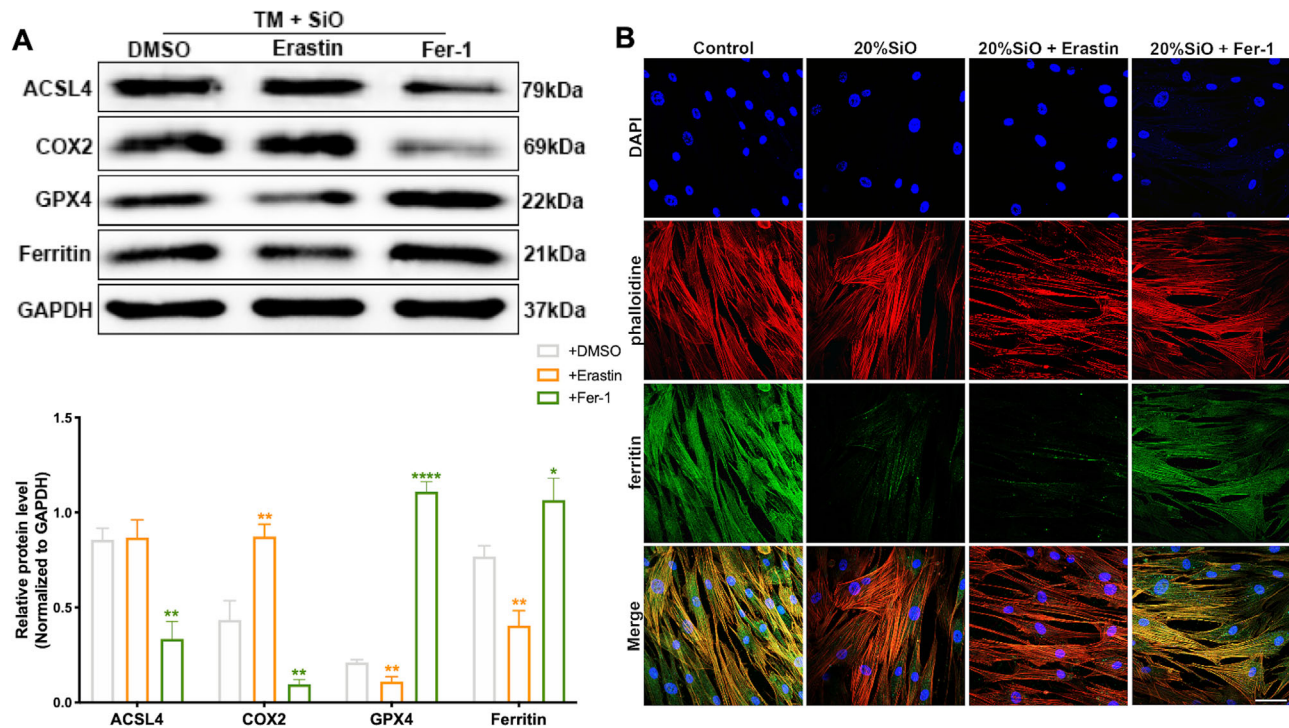 A
TM + SiO
DMSO Erastin Fer-1
ACSL4 79kDa
COX2 69kDa
GPX4 22kDa
Ferritin 21kDa
GAPDH 37kDa
+DMSO
+Erastin
+Fer-1
Relative protein level
(Normalized to GAPDH)
1.5
1.0
0.5
0.0
** ** ** ** **** ** *
ACSL4 COX2 GPX4 Ferritin
B
Control 20%SiO 20%SiO + Erastin 20%SiO + Fer-1
DAPI
phalloidine
ferritin
Merge